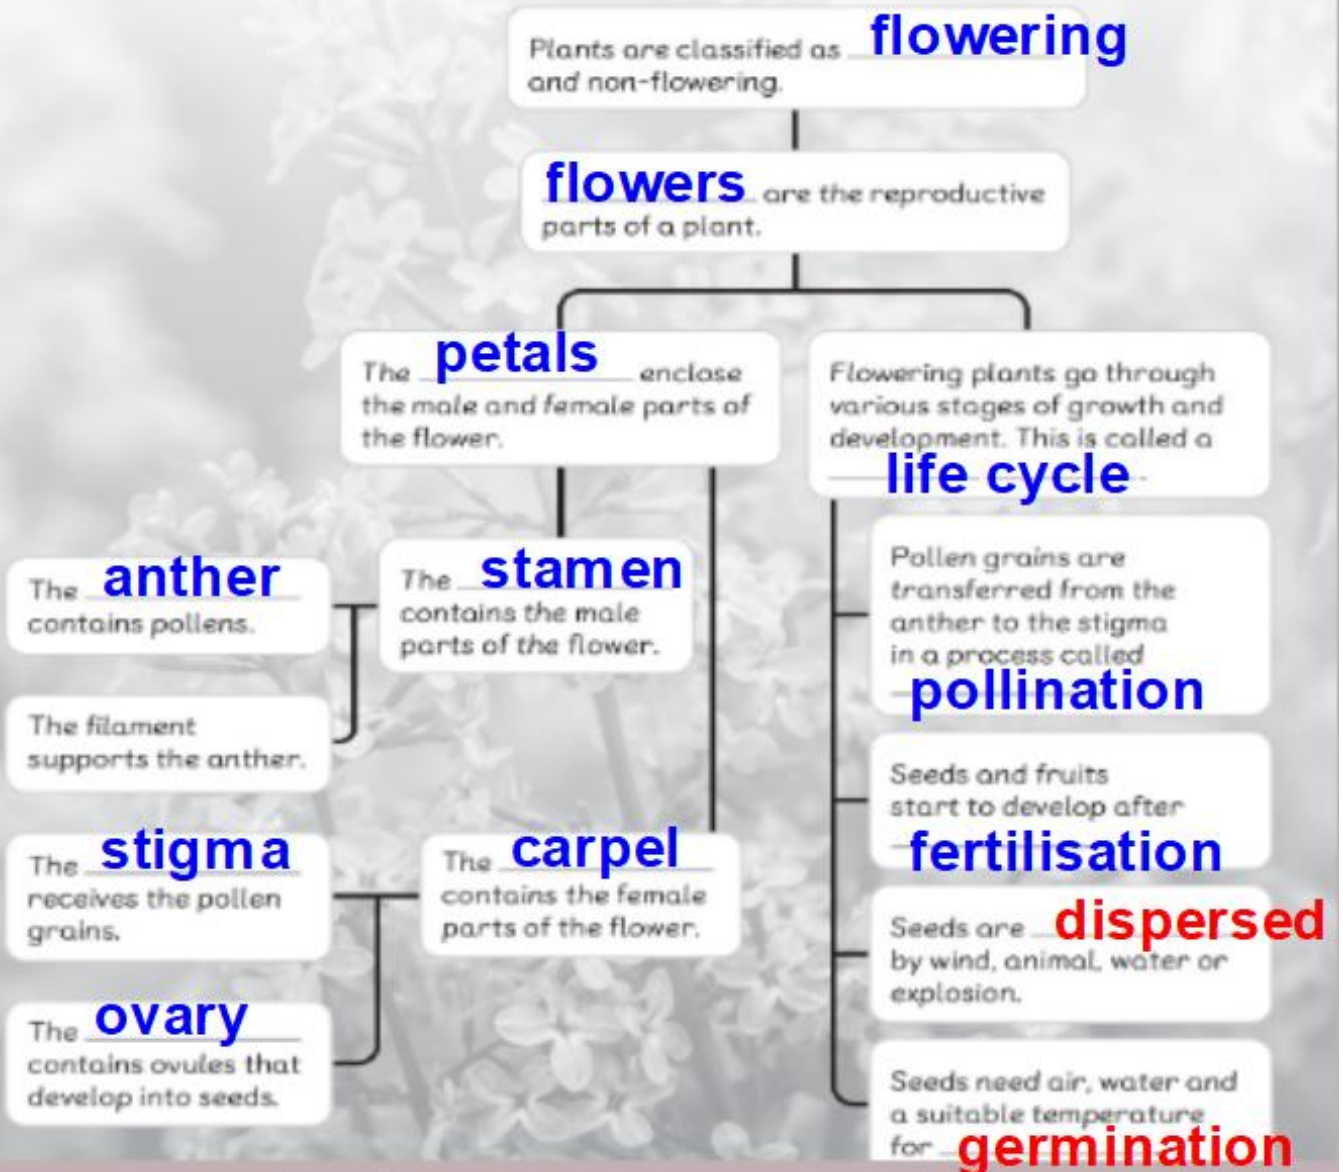 Plants are classified as flowering
and non-flowering.
flowers are the reproductive
parts of a plant.
The petals enclose
the male and female parts of
the flower.
Flowering plants go through
various stages of growth and
development. This is called a
life cycle
The anther
contains pollens.
The stamen
contains the male
parts of the flower.
Pollen grains are
transferred from the
anther to the stigma
in a process called
pollination
The filament
supports the anther.
Seeds and fruits
start to develop after
fertilisation
The stigma
receives the pollen
grains.
The carpel
contains the female
parts of the flower.
Seeds are dispersed
by wind, animal, water or
explosion.
The ovary
contains ovules that
develop into seeds.
Seeds need air, water and
a suitable temperature
for germination